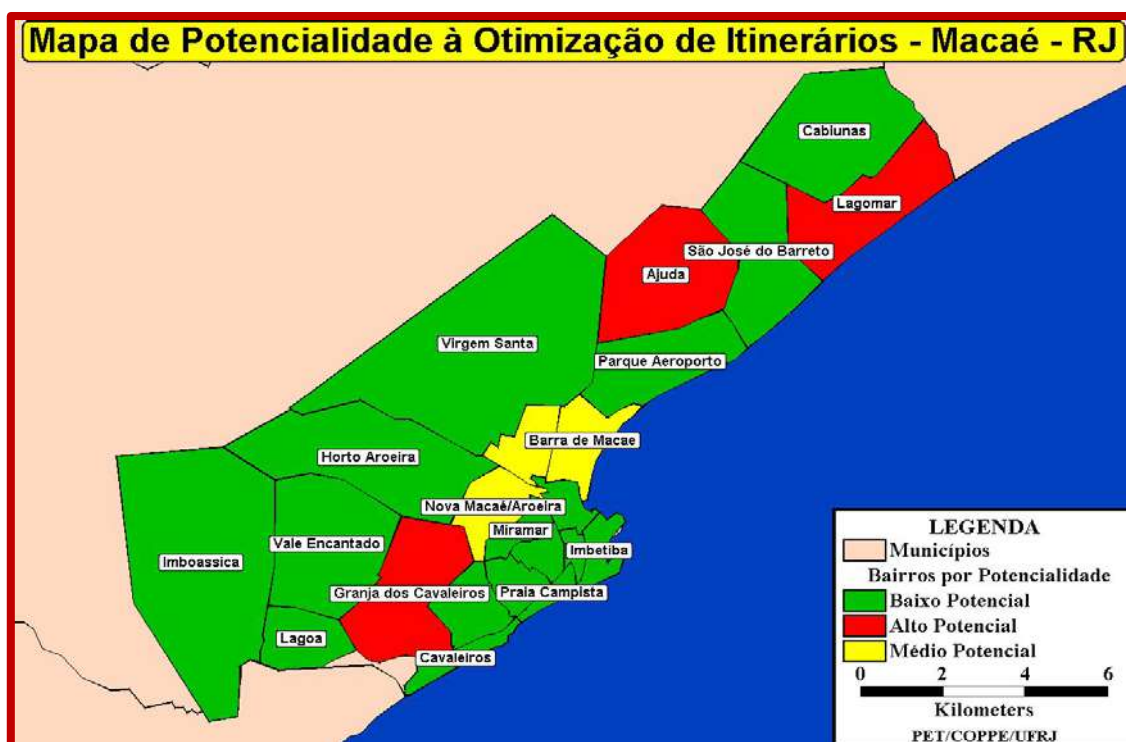 Mapa de Potencialidade à Otimização de Itinerários - Macaé - RJ
Cabiunas
Lagomar
São José do Barreto
Ajuda
Virgem Santa
Parque Aeroporto
Barra de Macae
Horto Aroeira
Nova Macaé/Aroeira
Miramar
Vale Encantado
Imbetiba
Imboassica
Granja dos Cavaleiros
Praia Campista
Lagoa
Cavaleiros
LEGENDA
Municípios
Bairros por Potencialidade
Baixo Potencial
Alto Potencial
Médio Potencial
0 2 4 6
Kilometers
PET/COPPE/UFRJ